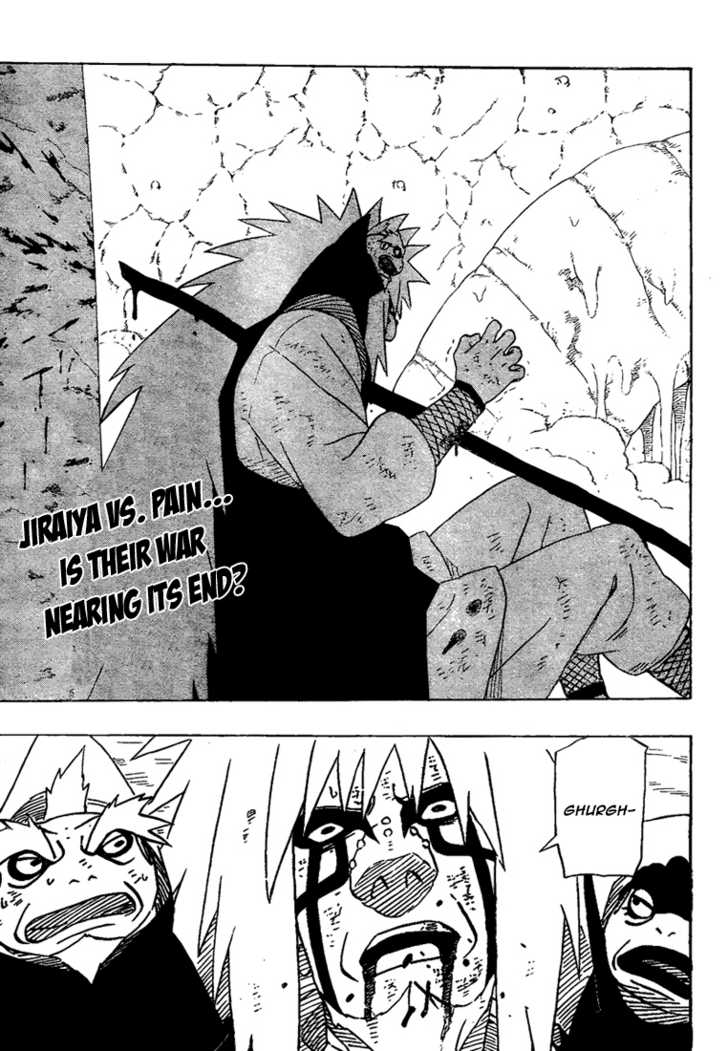 JIRAIYA VS. PAIN...
IS THEIR WAR
NEARING ITS END?
GHURGH-